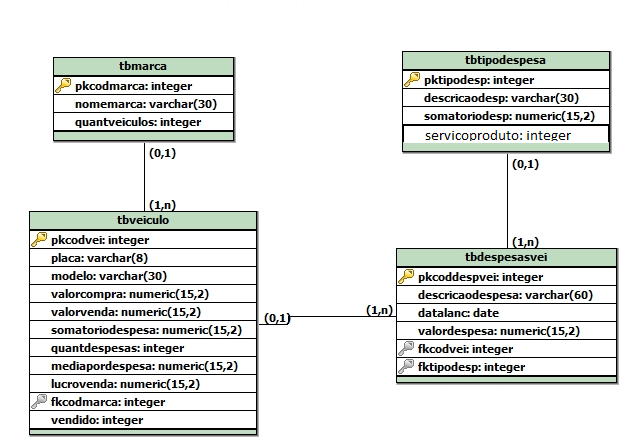 tbmarca
pkcodmarca: integer
nomemarca: varchar(30)
quantveiculos: integer
(0,1)
(1,n)
tbveiculo
pkcodvei: integer
placa: varchar(8)
modelo: varchar(30)
valorcompra: numeric(15,2)
valorvenda: numeric(15,2)
somatoriodespesa: numeric(15,2)
quantdespesas: integer
mediapordespesa: numeric(15,2)
lucrovenda: numeric(15,2)
fkcodmarca: integer
vendido: integer
(0,1)
(1,n)
tbtipodespesa
pktipodesp: integer
descricaodesp: varchar(30)
somatoriodesp: numeric(15,2)
servicoproduto: integer
(0,1)
(1,n)
tbdespesasvei
pkcoddespvei: integer
descricaodespesa: varchar(60)
datalanc: date
valordespesa: numeric(15,2)
fkcodvei: integer
fktipodesp: integer